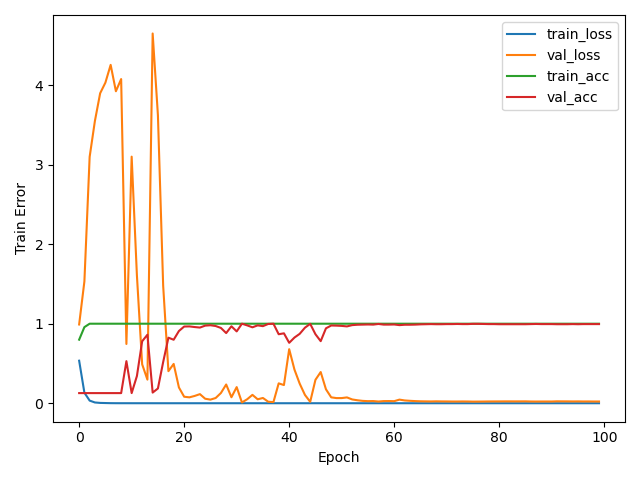 train_loss
val_loss
train_acc
val_acc
4
3
2
1
0
Train Error
0 20 40 60 80 100
Epoch